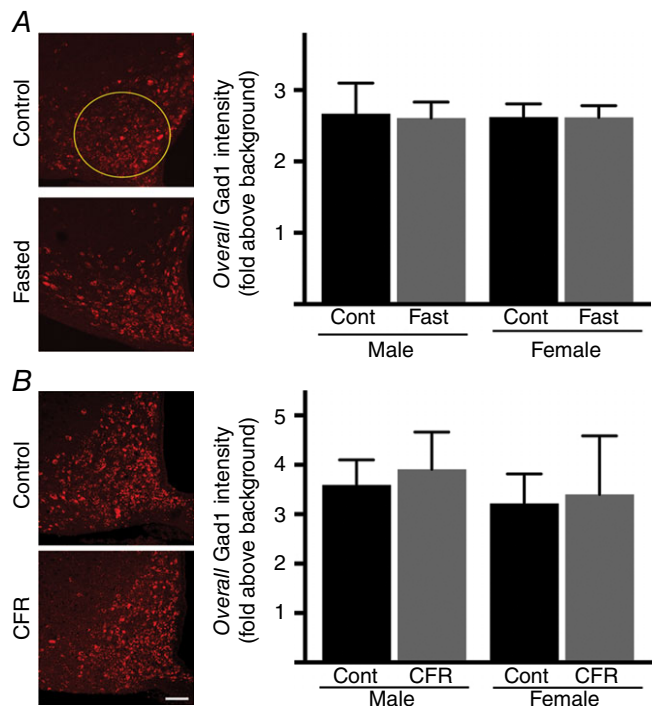 A
Control
Fasted
Overall Gad1 intensity
(fold above background)
3
2
1
Cont Fast Cont Fast
Male Female
B
Control
CFR
Overall Gad1 intensity
(fold above background)
5
4
3
2
1
Cont CFR Cont CFR
Male Female